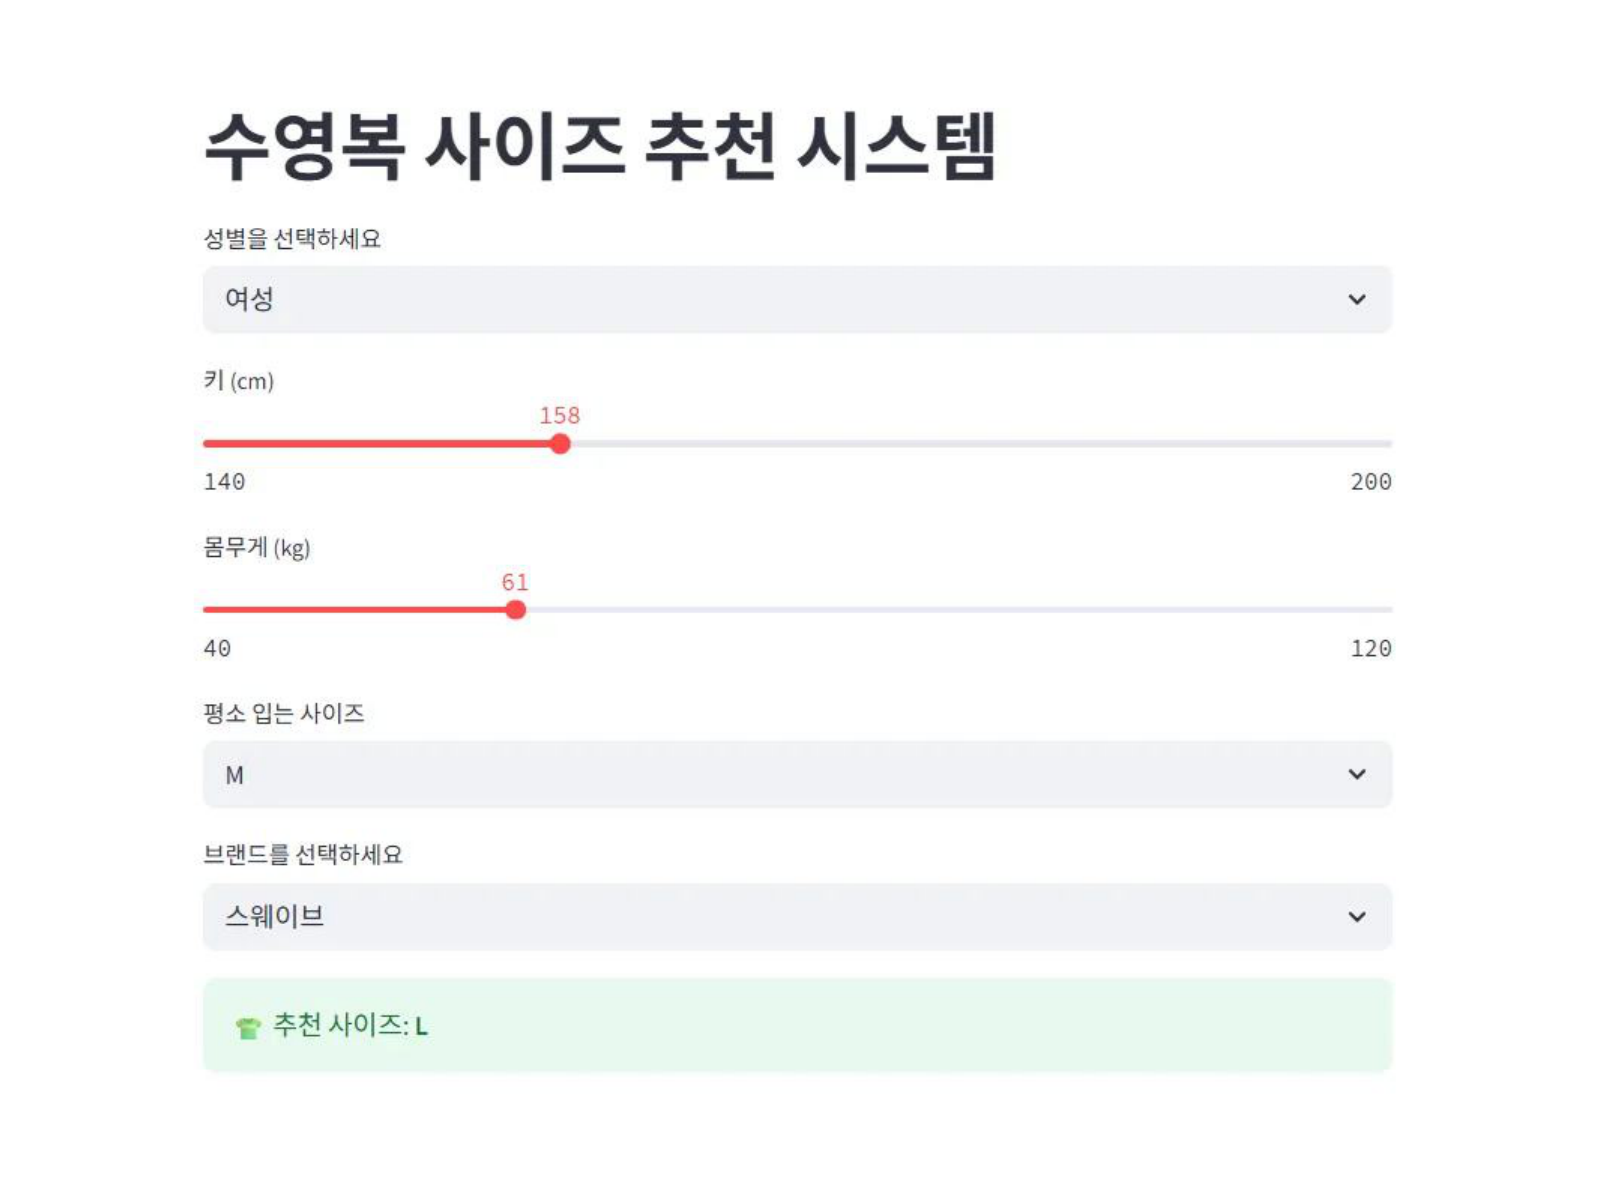 수영복 사이즈 추천 시스템
성별을 선택하세요
여성
키 (cm)
158
140 200
몸무게 (kg)
61
40 120
평소 입는 사이즈
M
브랜드를 선택하세요
스웨이브
추천 사이즈: L